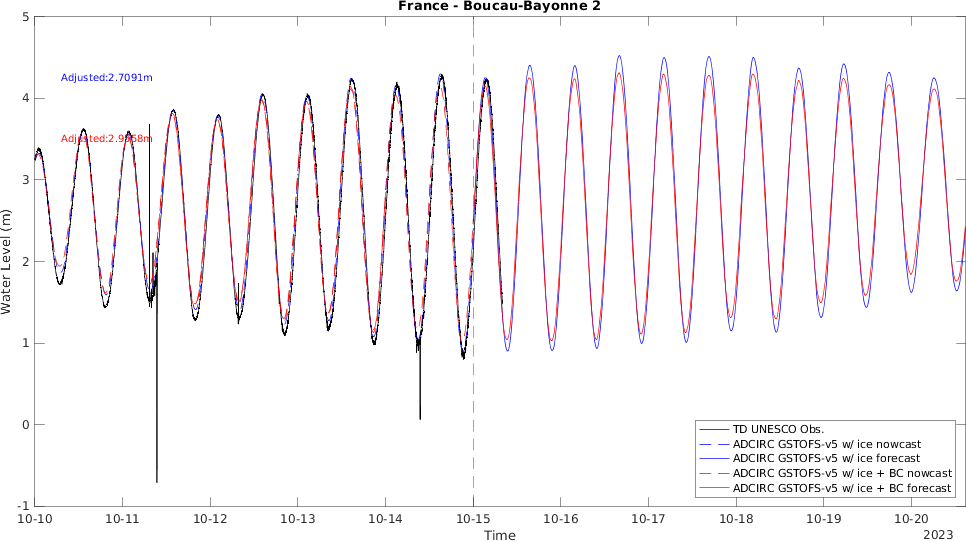 France - Boucau-Bayonne 2
Water Level (m)
5
4
3
2
1
0
-1
Adjusted:2.7091m
TD UNESCO Obs.
ADCIRC GSTOFS-v5 w/ ice nowcast
ADCIRC GSTOFS-v5 w/ ice forecast
ADCIRC GSTOFS-v5 w/ ice + BC nowcast
ADCIRC GSTOFS-v5 w/ ice + BC forecast
10-10 10-11 10-12 10-13 10-14 10-15 10-16 10-17 10-18 10-19 10-20
Time
2023